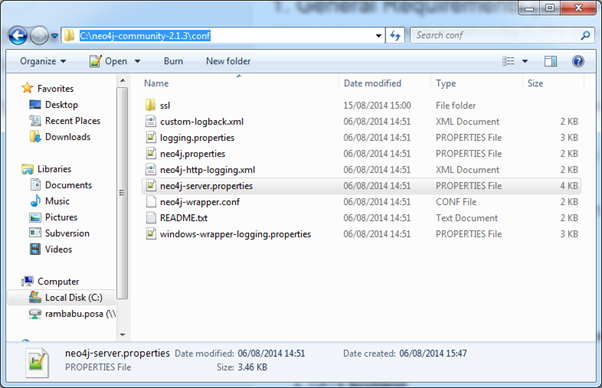 1. General Requirement
C:\neo4j-community-2.1.3\conf
Search conf
Organize Open Burn New folder
Name Date modified Type Size
Favorites
Desktop
Recent Places
Downloads
Libraries
Documents
Music
Pictures
Subversion
Videos
Computer
Local Disk (C:)
rambabu.posa (\\
ssl 15/08/2014 15:00 File folder
custom-logback.xml 06/08/2014 14:51 XML Document 2 KB
logging.properties 06/08/2014 14:51 PROPERTIES File 3 KB
neo4j.properties 06/08/2014 14:51 PROPERTIES File 2 KB
neo4j-http-logging.xml 06/08/2014 14:51 XML Document 2 KB
neo4j-server.properties 06/08/2014 14:51 PROPERTIES File 4 KB
neo4j-wrapper.conf 06/08/2014 14:51 CONF File 2 KB
README.txt 06/08/2014 14:51 Text Document 2 KB
windows-wrapper-logging.properties 06/08/2014 14:51 PROPERTIES File 3 KB
neo4j-server.properties Date modified: 06/08/2014 14:51 Date created: 06/08/2014 15:47
PROPERTIES File Size: 3.46 KB